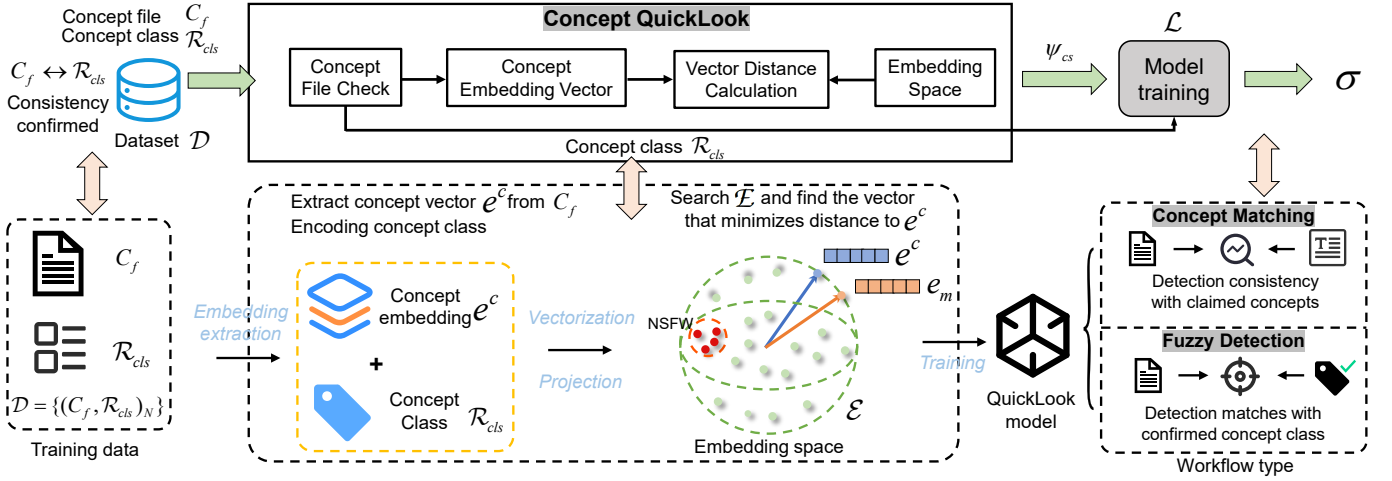 Concept file C_f
Concept class R_cls
C_f ↔ R_cls
Consistency
confirmed
Dataset D
Concept QuickLook
Concept
File Check
Concept
Embedding Vector
Vector Distance
Calculation
Embedding
Space
Concept class R_cls
ψ_cs
L
Model
training
σ
C_f
R_cls
D = {(C_f, R_cls)_N}
Training data
Embedding
extraction
Extract concept vector e^c from C_f
Encoding concept class
Concept
embedding e^c
+
Concept
Class R_cls
Vectorization
Projection
Search E and find the vector
that minimizes distance to e^c
e^c
e_m
NSFW
E
Embedding space
Training
QuickLook
model
Concept Matching
T
Detection consistency
with claimed concepts
Fuzzy Detection
Detection matches with
confirmed concept class
Workflow type